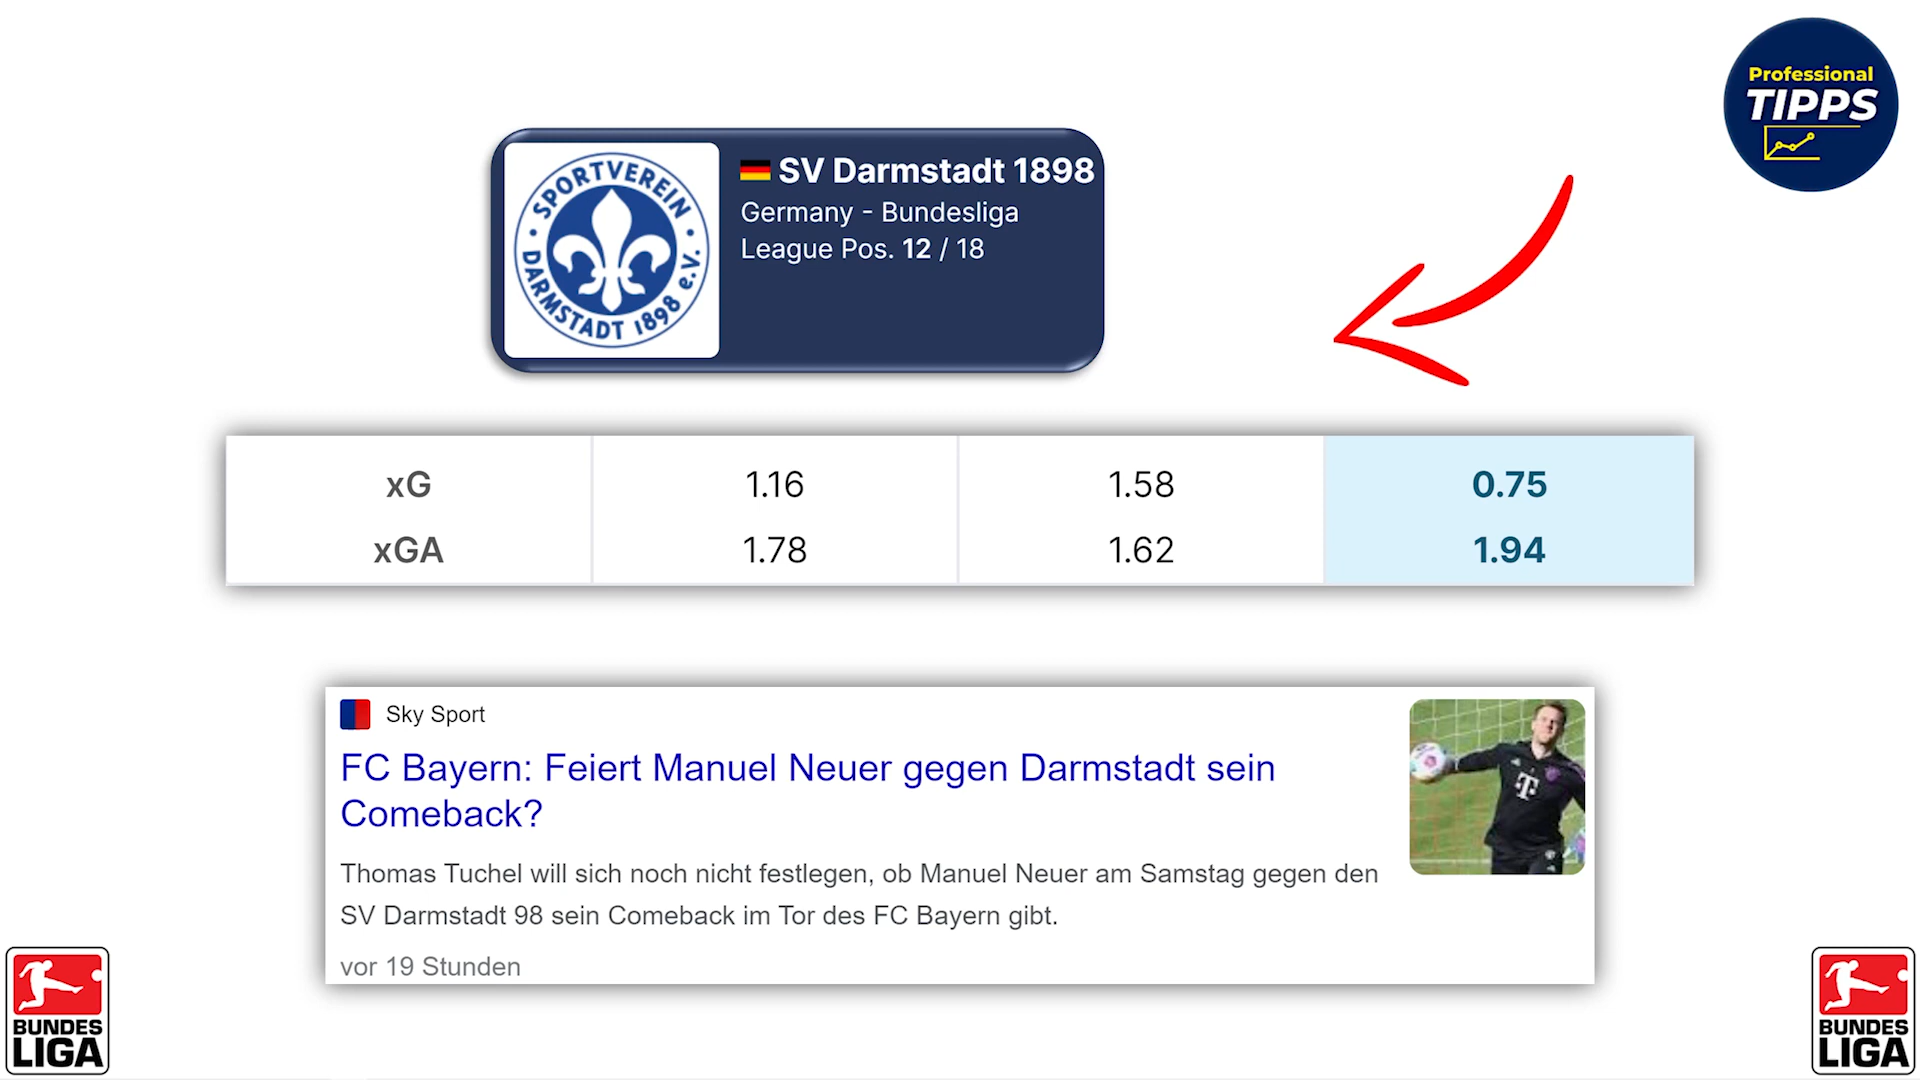 Professional
TIPPS
SPORTVEREIN
DARMSTADT 1898 e.V.
SV Darmstadt 1898
Germany - Bundesliga
League Pos. 12 / 18
xG 1.16 1.58 0.75
xGA 1.78 1.62 1.94
Sky Sport
FC Bayern: Feiert Manuel Neuer gegen Darmstadt sein
Comeback?
Thomas Tuchel will sich noch nicht festlegen, ob Manuel Neuer am Samstag gegen den
SV Darmstadt 98 sein Comeback im Tor des FC Bayern gibt.
vor 19 Stunden
T
BUNDES
LIGA
BUNDES
LIGA